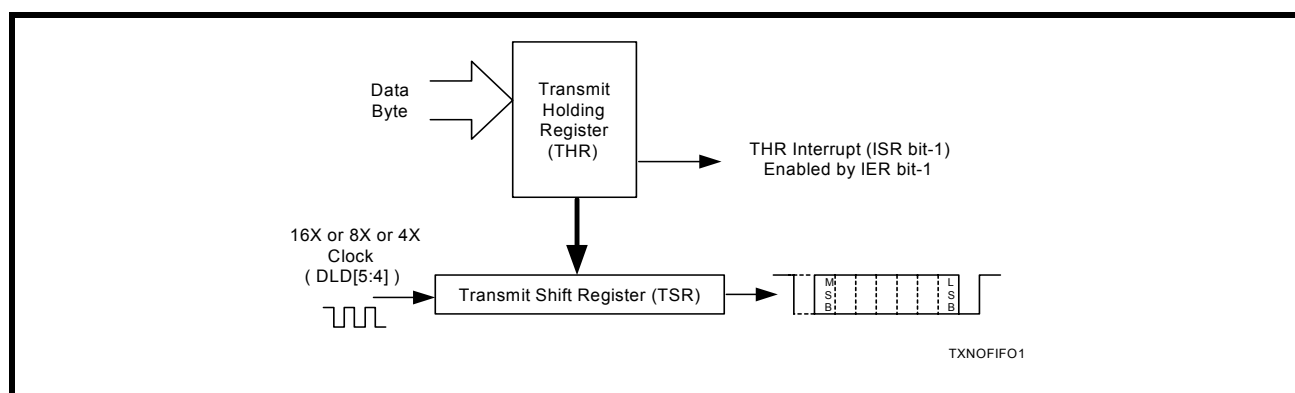 Data
Byte
Transmit
Holding
Register
(THR)
THR Interrupt (ISR bit-1)
Enabled by IER bit-1
16X or 8X or 4X
Clock
( DLD[5:4] )
Transmit Shift Register (TSR)
M
S
B
L
S
B
TXNOFIFO1